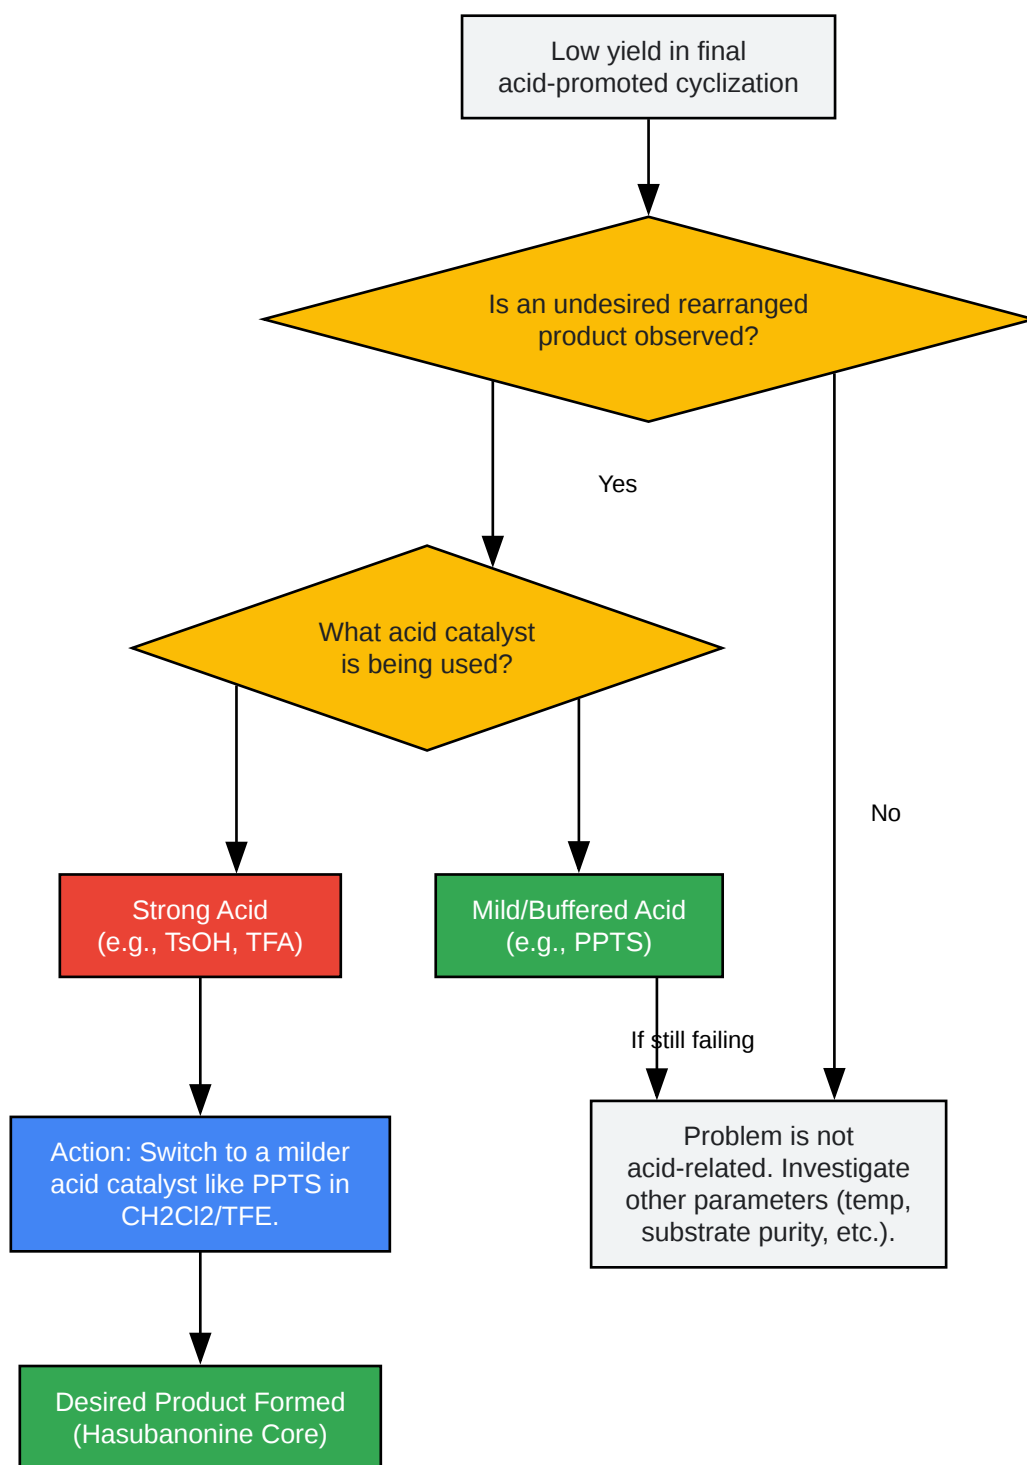 Low yield in final
acid-promoted cyclization
Is an undesired rearranged
product observed?
Yes
What acid catalyst
is being used?
No
Strong Acid
(e.g., TsOH, TFA)
Mild/Buffered Acid
(e.g., PPTS)
If still failing
Action: Switch to a milder
acid catalyst like PPTS in
CH2Cl2/TFE.
Problem is not
acid-related. Investigate
other parameters (temp,
substrate purity, etc.).
Desired Product Formed
(Hasubanonine Core)